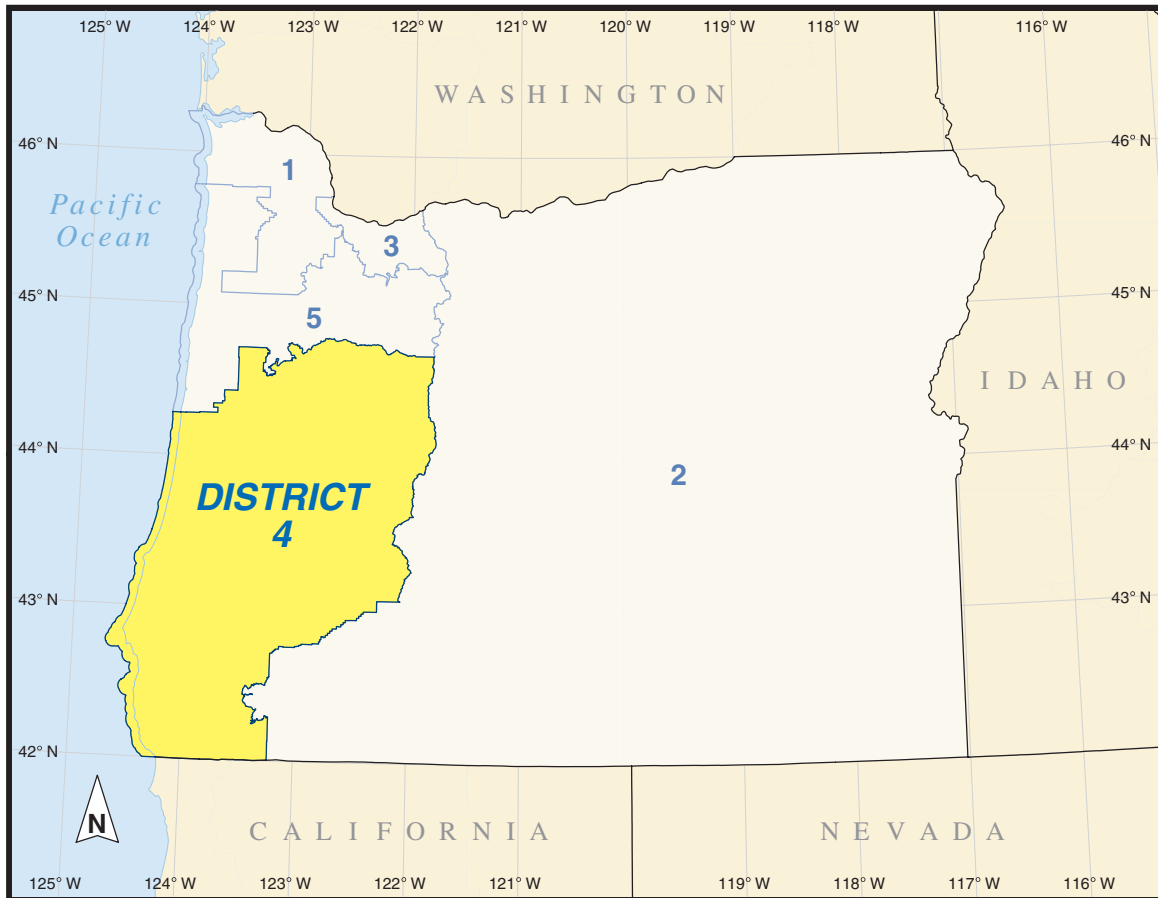 125° W 124° W 123° W 122° W 121° W 120° W 119° W 118° W 116° W
WASHINGTON
46° N 46° N
1
Pacific
Ocean
3
45° N 45° N
5
IDAHO
44° N 44° N
2
DISTRICT
4
43° N 43° N
42° N
N
CALIFORNIA NEVADA
125° W 124° W 123° W 122° W 121° W 119° W 118° W 117° W 116° W